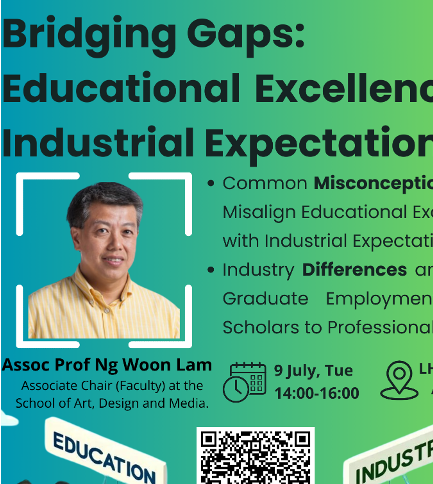 Bridging Gaps:
Educational Excellenc
Industrial Expectation
• Common Misconceptio
Misalign Educational Exc
with Industrial Expectati
• Industry Differences an
Graduate Employmen
Scholars to Professional
Assoc Prof Ng Woon Lam
Associate Chair (Faculty) at the
School of Art, Design and Media.
9 July, Tue
14:00-16:00
LH
EDUCATION
INDUSTR